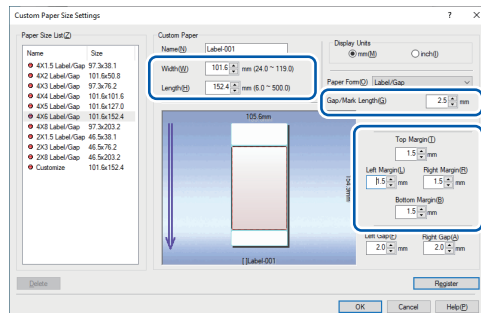 Custom Paper Size Settings ? X
Paper Size List(Z)
Name Size
4X1.5 Label/Gap 97.3x38.1
4X2 Label/Gap 101.6x50.8
4X3 Label/Gap 97.3x76.2
4X4 Label/Gap 101.6x101.6
4X5 Label/Gap 101.6x127.0
4X6 Label/Gap 101.6x152.4
4X8 Label/Gap 97.3x203.2
2X1.5 Label/Gap 46.5x38.1
2X3 Label/Gap 46.5x76.2
2X8 Label/Gap 46.5x203.2
Customize 101.6x152.4
Delete
Custom Paper
Name(N) Label-001
Width(W) 101.6 mm (24.0 ~ 119.0)
Length(H) 152.4 mm (6.0 ~ 500.0)
Display Units
mm(M) inch(I)
Paper Form(O) Label/Gap
Gap/Mark Length(G) 2.5 mm
105.6mm
154.9mm
[ ]Label-001
Top Margin(T)
1.5 mm
Left Margin(L) Right Margin(R)
1.5 mm 1.5 mm
Bottom Margin(B)
1.5 mm
Left Gap(F) Right Gap(A)
2.0 mm 2.0 mm
Register
OK Cancel Help(P)